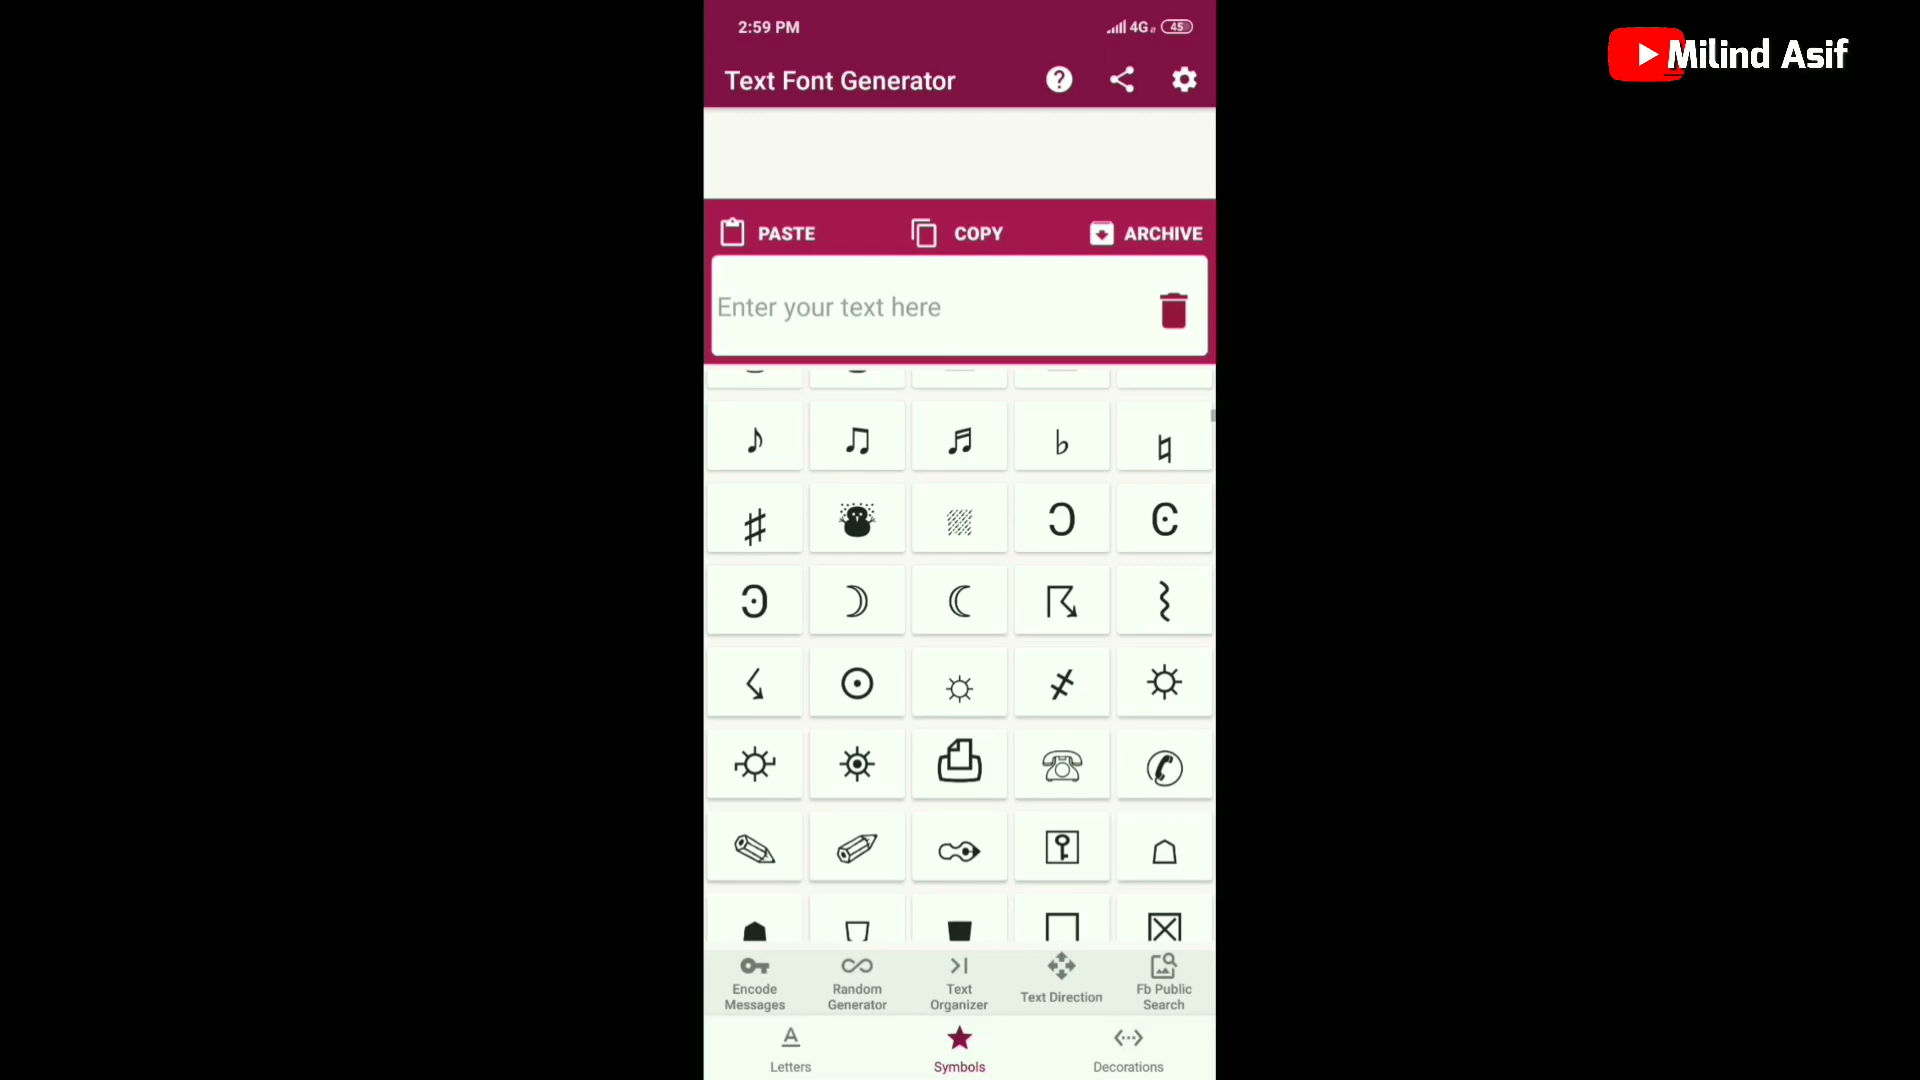 2:59 PM 4G 45
Milind Asif
Text Font Generator
PASTE COPY ARCHIVE
Enter your text here
♪ ♫ ♬ ♭ ♮
♯ ⛇ ⛆ Ͻ Ͼ
Ͽ ☽ ☾ ☈ ⌇
☇ ☉ ☼ ☓ ☼
Encode Messages
Random Generator
Text Organizer
Text Direction
Fb Public Search
Letters Symbols Decorations